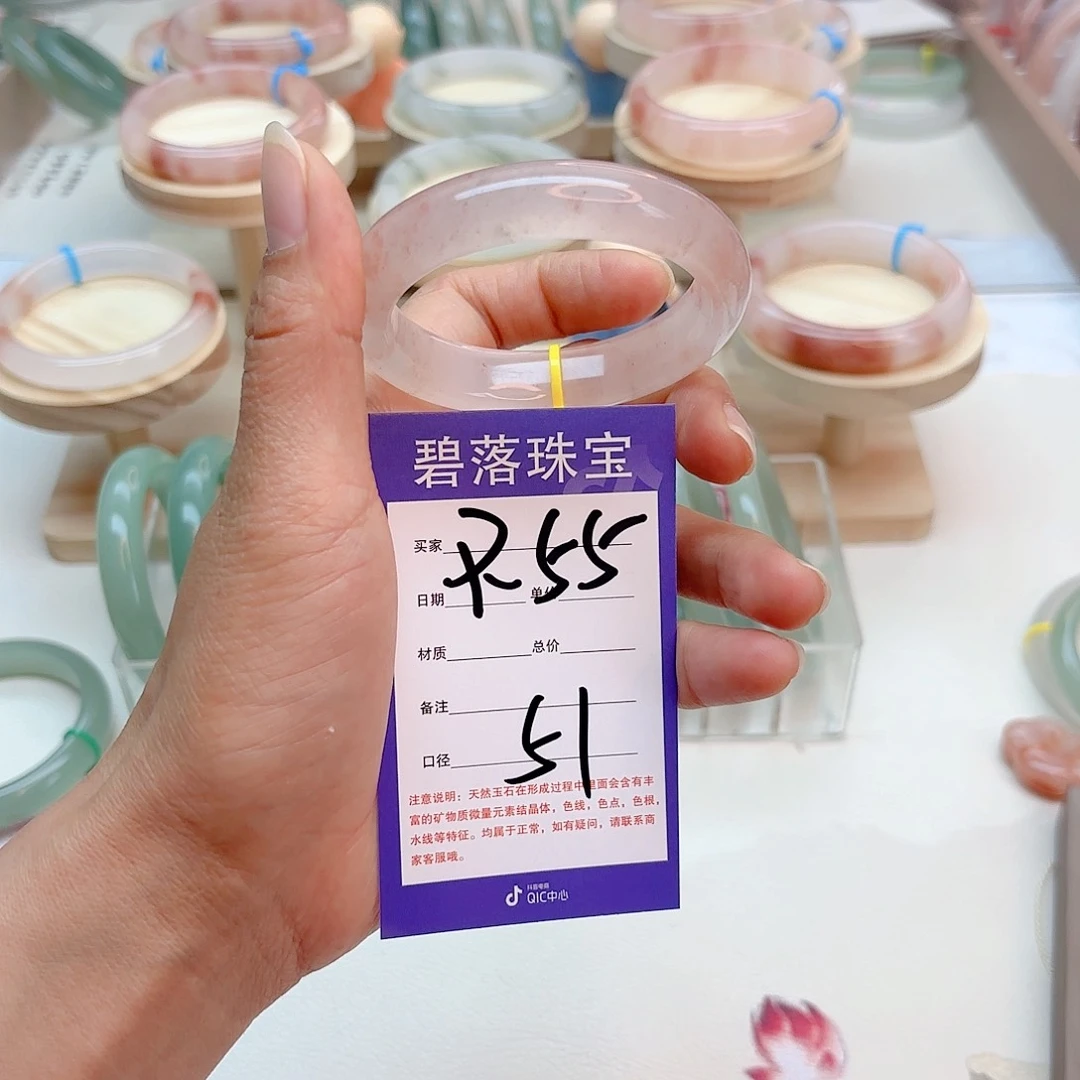 碧落珠宝
买家
55
日期 单价
材质 总价
备注
51
口径
注意说明：天然玉石在形成过程中里面会含有丰
富的矿物质微量元素结晶体，色线，色点，色根，
水线等特征。均属于正常，如有疑问，请联系商
家客服哦。
抖音电商
QIC中心